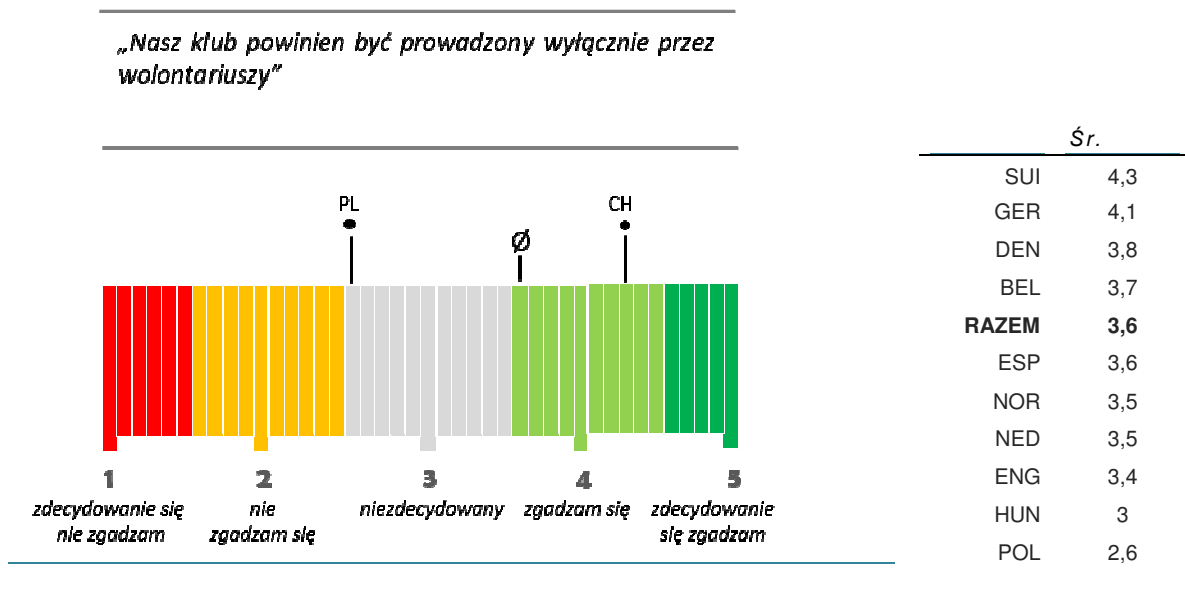 „Nasz klub powinien być prowadzony wyłącznie przez
wolontariuszy”
PL
Ø
CH
1
2
3
4
5
zdecydowanie się
nie zgadzam
nie
zgadzam się
niezdecydowany
zgadzam się
zdecydowanie
się zgadzam
Śr.
SUI 4,3
GER 4,1
DEN 3,8
BEL 3,7
RAZEM 3,6
ESP 3,6
NOR 3,5
NED 3,5
ENG 3,4
HUN 3
POL 2,6